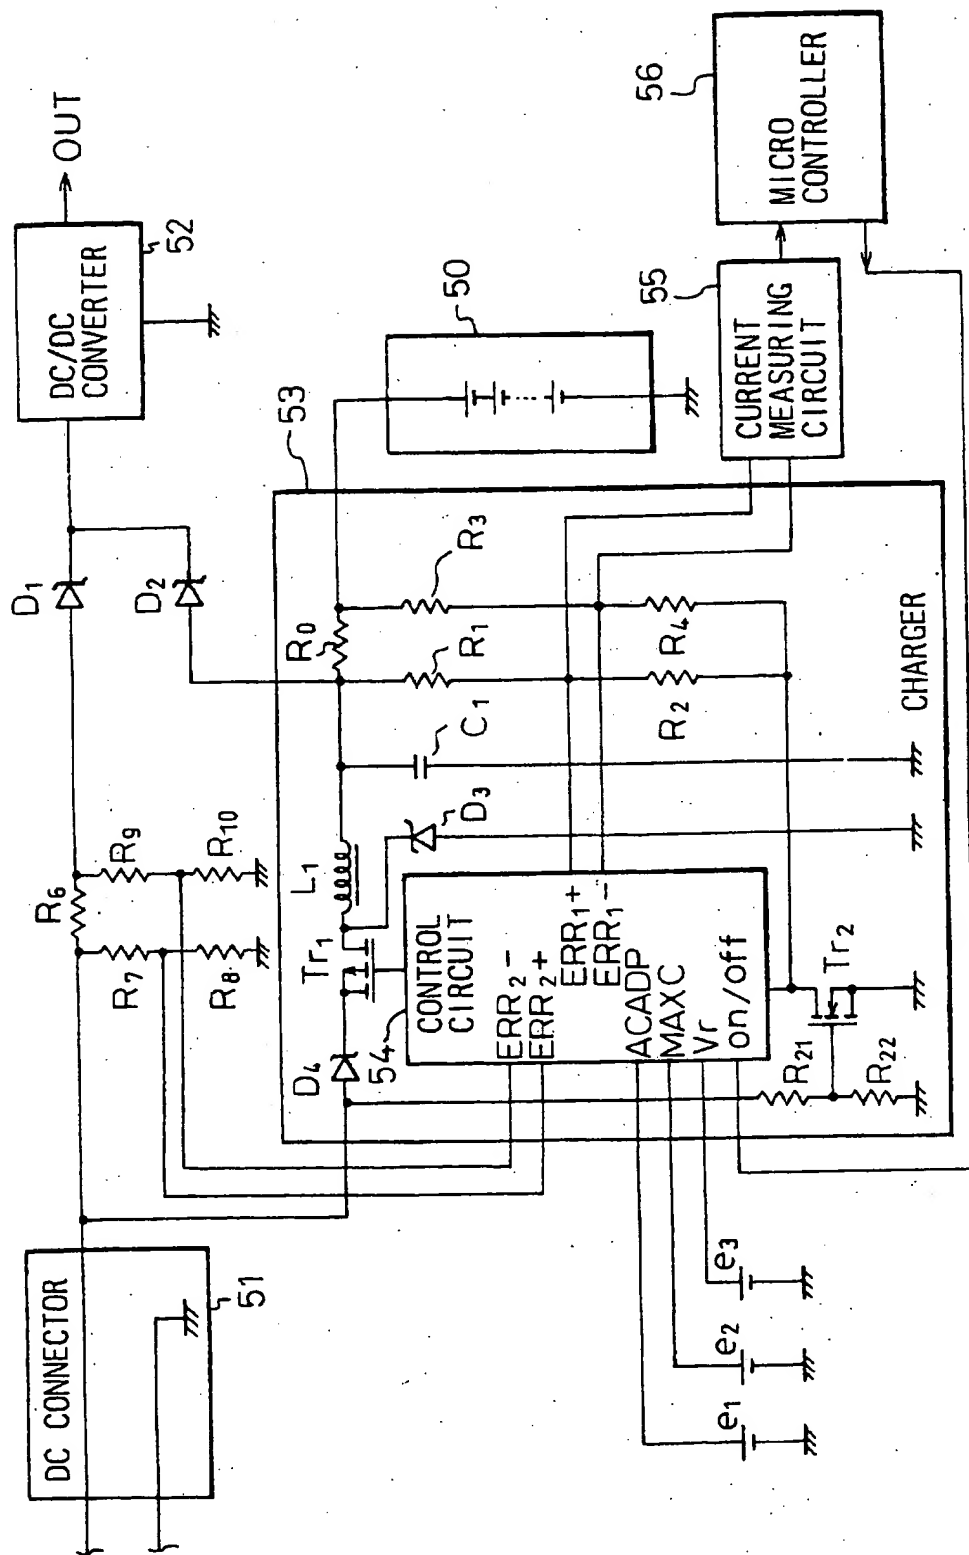 DC CONNECTOR
51
R6
R7
R9
R8
R10
D1
D2
DC/DC
CONVERTER
52
OUT
53
D4
Tr1
L1
R0
D3
C1
R1
R3
R2
R4
54
CONTROL
CIRCUIT
ERR2-
ERR2+
ERR1+
ERR1-
ACADP
MAXC
Vr
on/off
Tr2
R21
R22
CHARGER
50
55
CURRENT
MEASURING
CIRCUIT
56
MICRO
CONTROLLER
e1
e2
e3